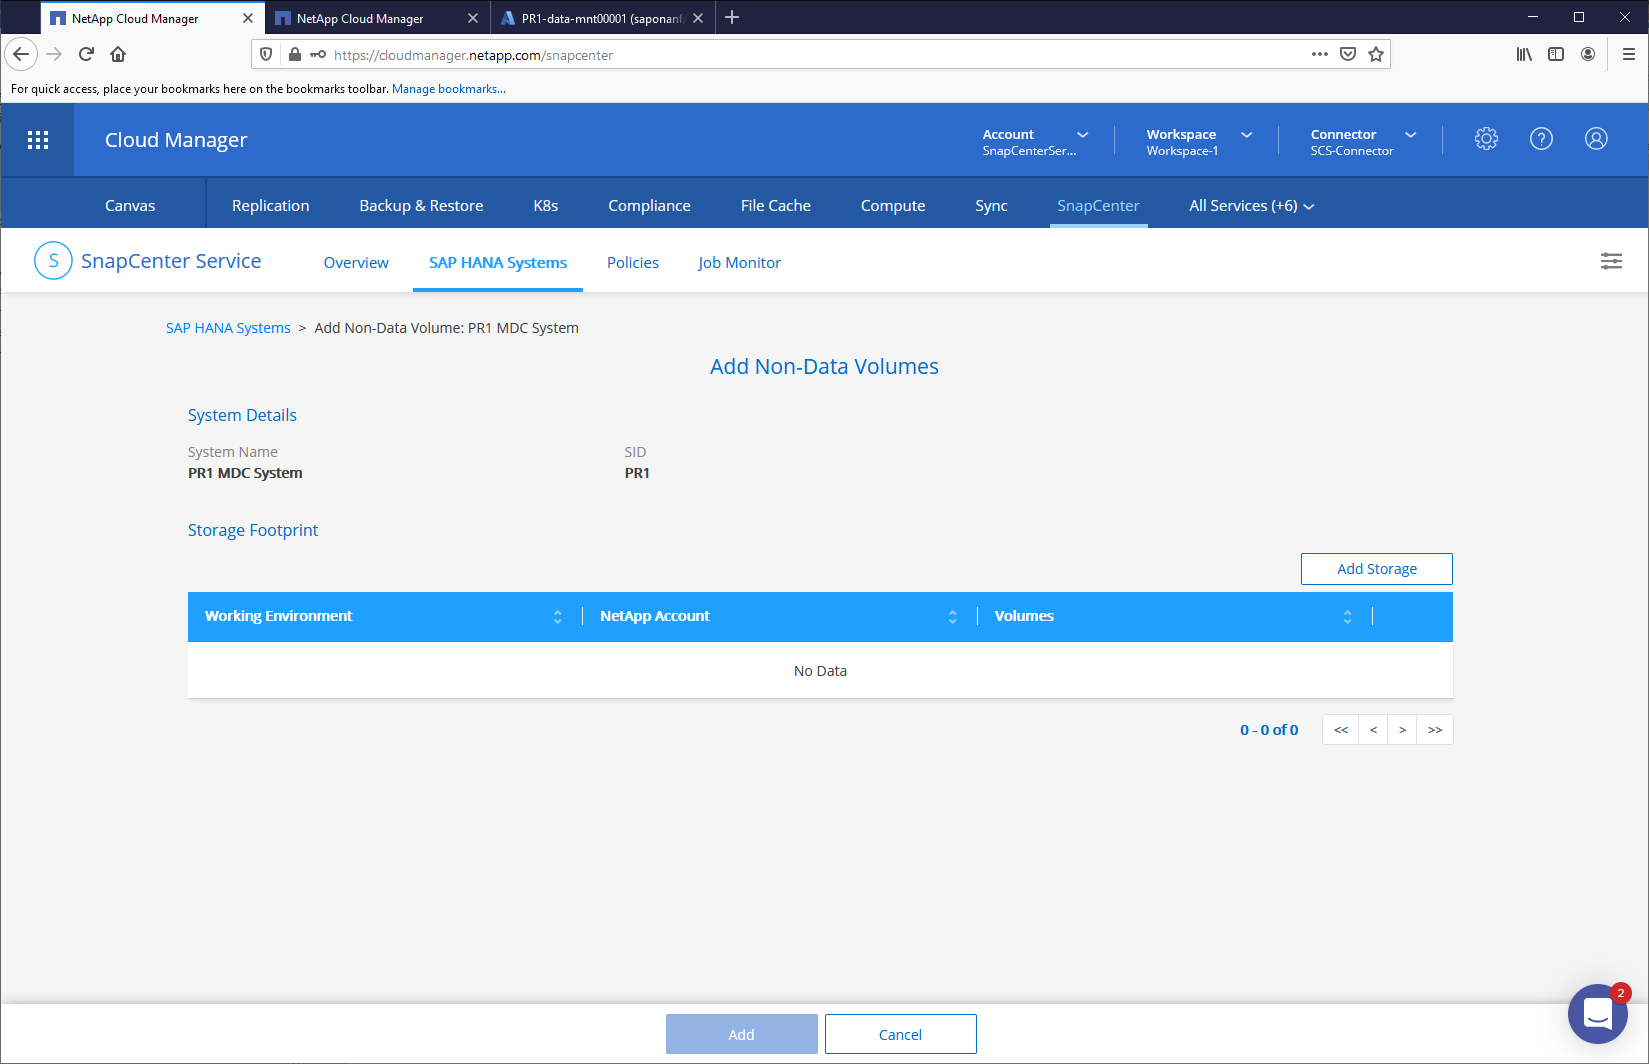 NetApp Cloud Manager
NetApp Cloud Manager
PR1-data-mnt00001 (saponanf/
https://cloudmanager.netapp.com/snapcenter
For quick access, place your bookmarks here on the bookmarks toolbar. Manage bookmarks...
Cloud Manager
Account
SnapCenterSer...
Workspace
Workspace-1
Connector
SCS-Connector
?
Canvas
Replication
Backup & Restore
K8s
Compliance
File Cache
Compute
Sync
SnapCenter
All Services (+6)
S
SnapCenter Service
Overview
SAP HANA Systems
Policies
Job Monitor
SAP HANA Systems > Add Non-Data Volume: PR1 MDC System
Add Non-Data Volumes
System Details
System Name
SID
PR1 MDC System
PR1
Storage Footprint
Add Storage
Working Environment
NetApp Account
Volumes
No Data
0 - 0 of 0
<<
<
>
>>
2
Add
Cancel